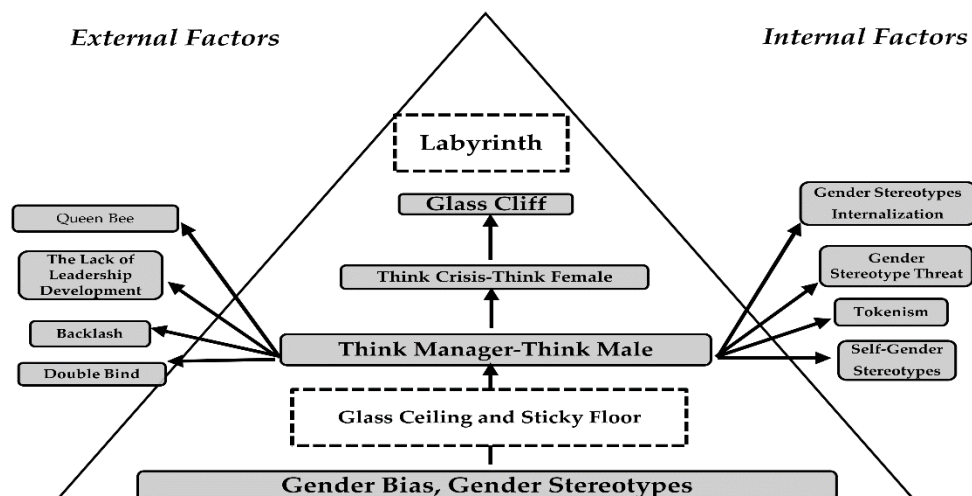 External Factors
Internal Factors
Labyrinth
Glass Cliff
Think Crisis-Think Female
Think Manager-Think Male
Glass Ceiling and Sticky Floor
Gender Bias, Gender Stereotypes
Queen Bee
The Lack of
Leadership
Development
Backlash
Double Bind
Gender Stereotypes
Internalization
Gender
Stereotype Threat
Tokenism
Self-Gender
Stereotypes